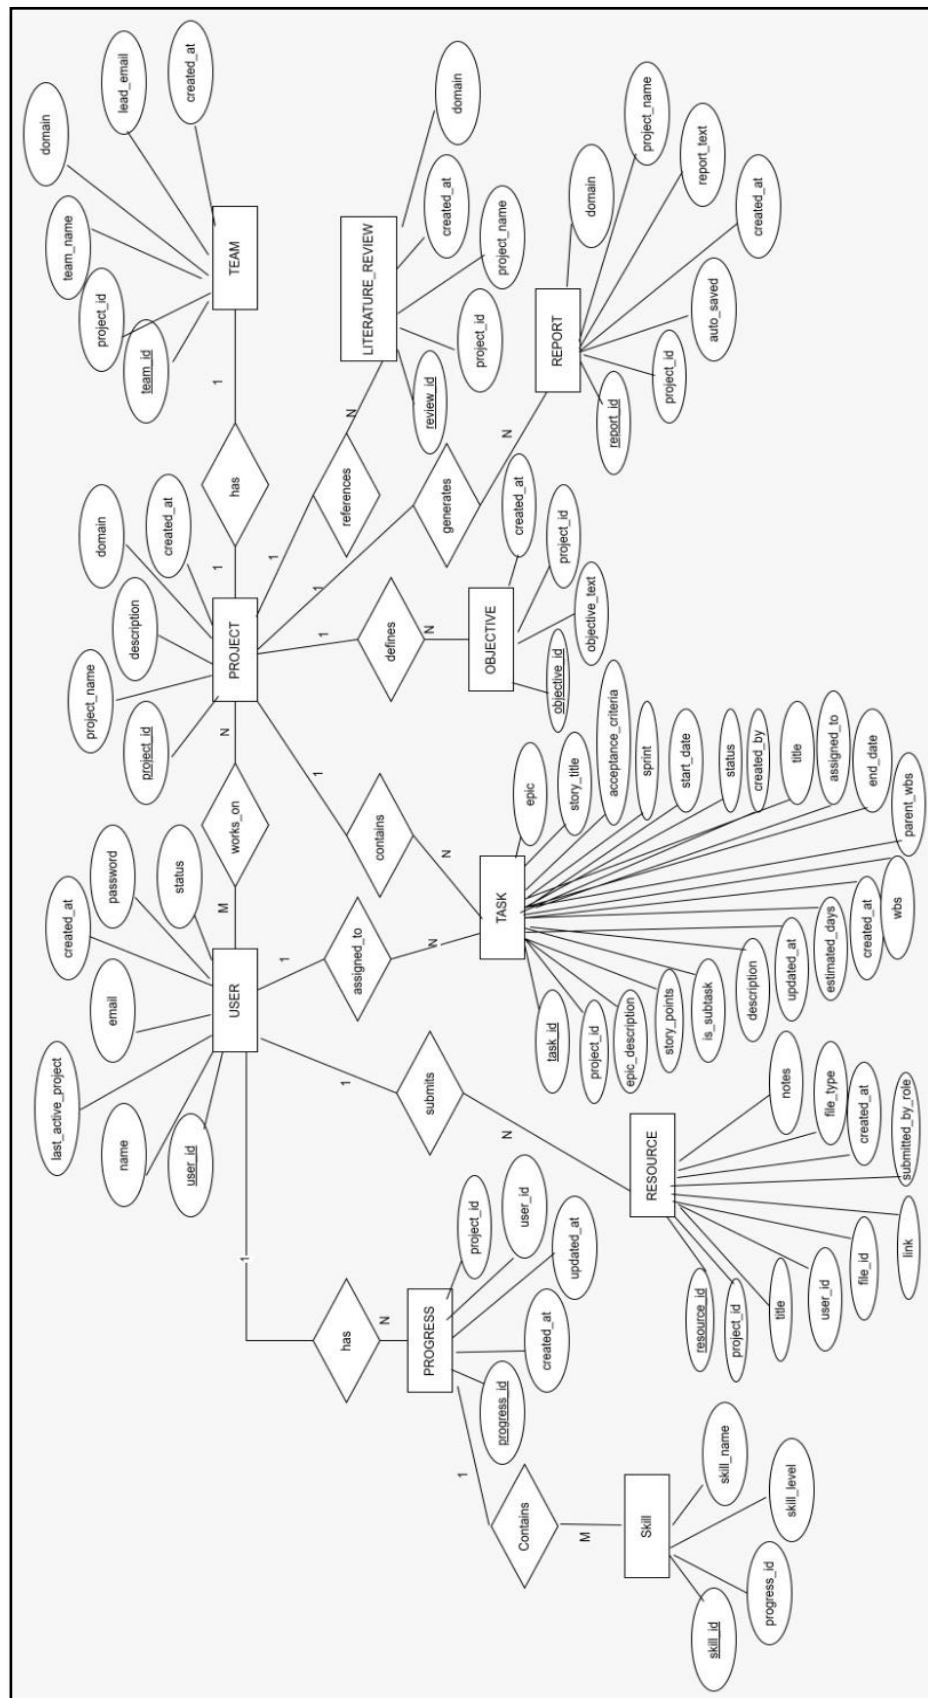 last_active_project
name
email
created_at
password
status
user_id
USER
M
works_on
N
project_name
description
domain
created_at
project_id
PROJECT
1
has
1
team_id
project_id
team_name
domain
lead_email
created_at
TEAM
1
has
N
PROGRESS
project_id
user_id
updated_at
created_at
progress_id
1
Contains
M
Skill
skill_name
skill_level
progress_id
skill_id
1
submits
N
RESOURCE
notes
file_type
created_at
submitted_by_role
link
file_id
user_id
title
project_id
resource_id
1
assigned_to
N
1
contains
N
TASK
epic
story_title
acceptance_criteria
sprint
start_date
status
created_by
title
assigned_to
end_date
parent_wbs
wbs
created_at
estimated_days
updated_at
description
is_subtask
story_points
epic_description
project_id
task_id
1
defines
N
OBJECTIVE
created_at
project_id
objective_text
objective_id
1
references
N
LITERATURE_REVIEW
domain
created_at
project_name
project_id
review_id
1
generates
N
REPORT
domain
project_name
report_text
created_at
auto_saved
project_id
report_id